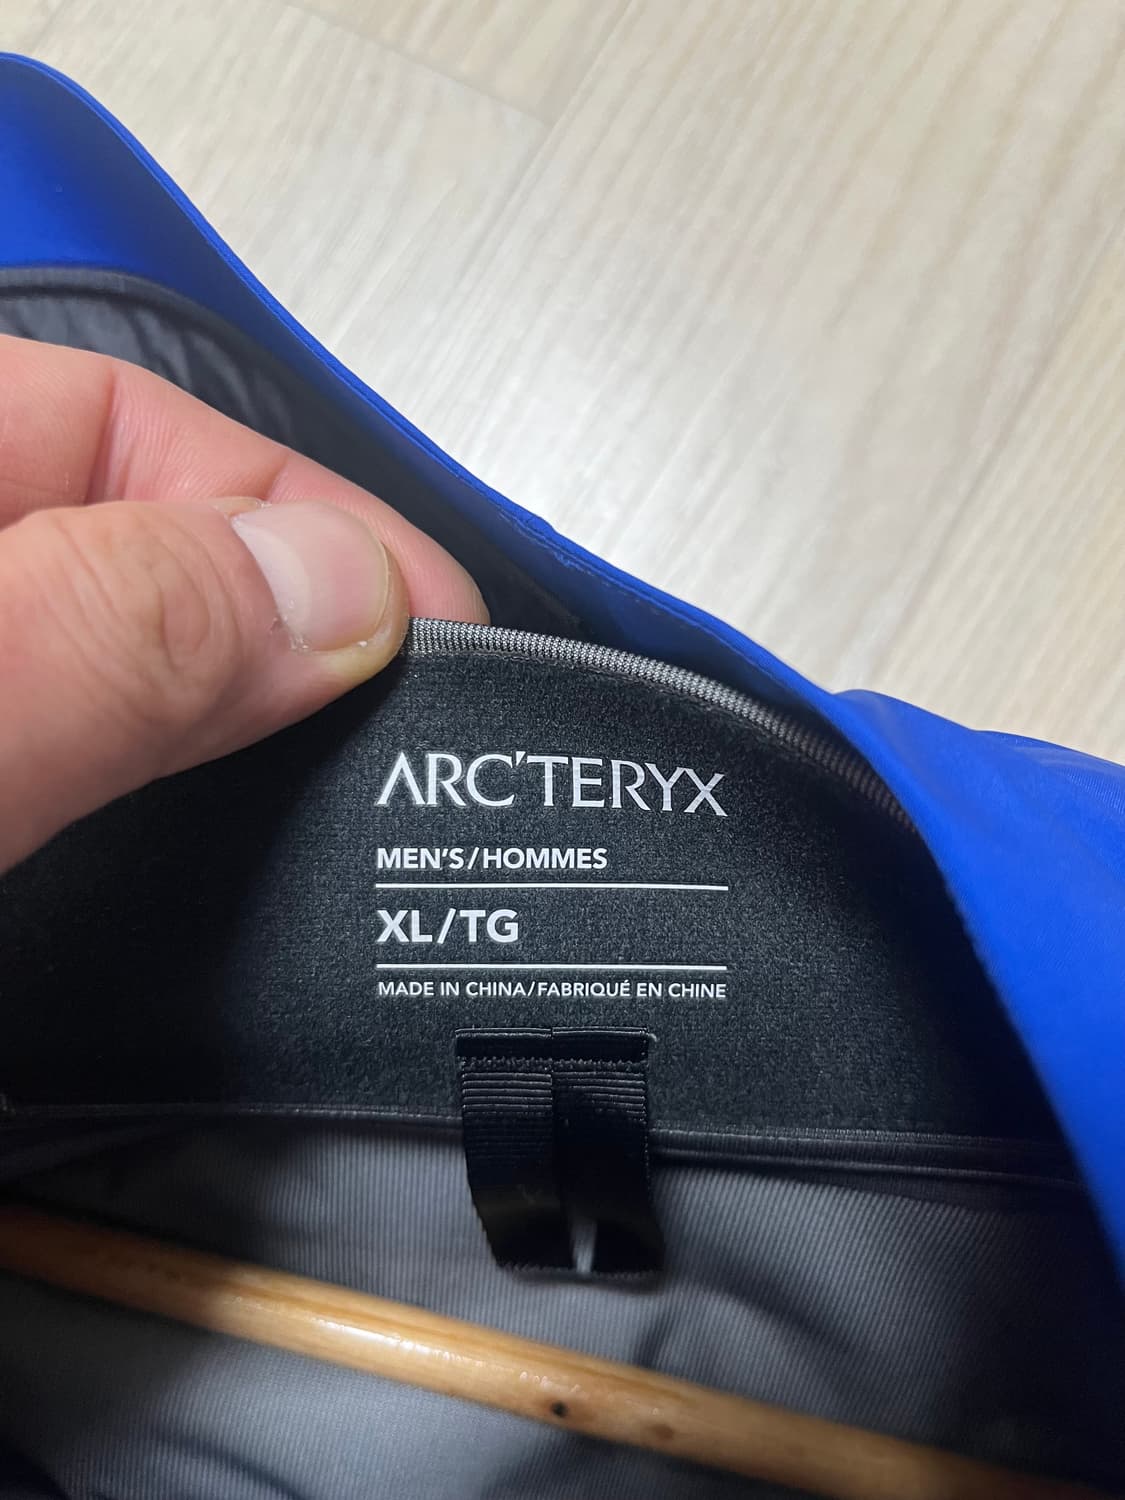 ARC'TERYX
MEN'S/HOMMES
XL/TG
MADE IN CHINA/FABRIQUÉ EN CHINE